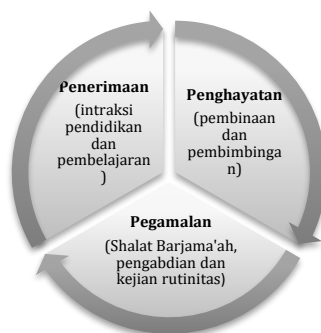 Penerimaan
(intraksi
pendidikan
dan
pembelajaran
)
Penghayatan
(pembinaan
dan
pembimbinga
n)
Pegamalan
(Shalat Barjama'ah,
pengabdian dan
kejian rutinitas)